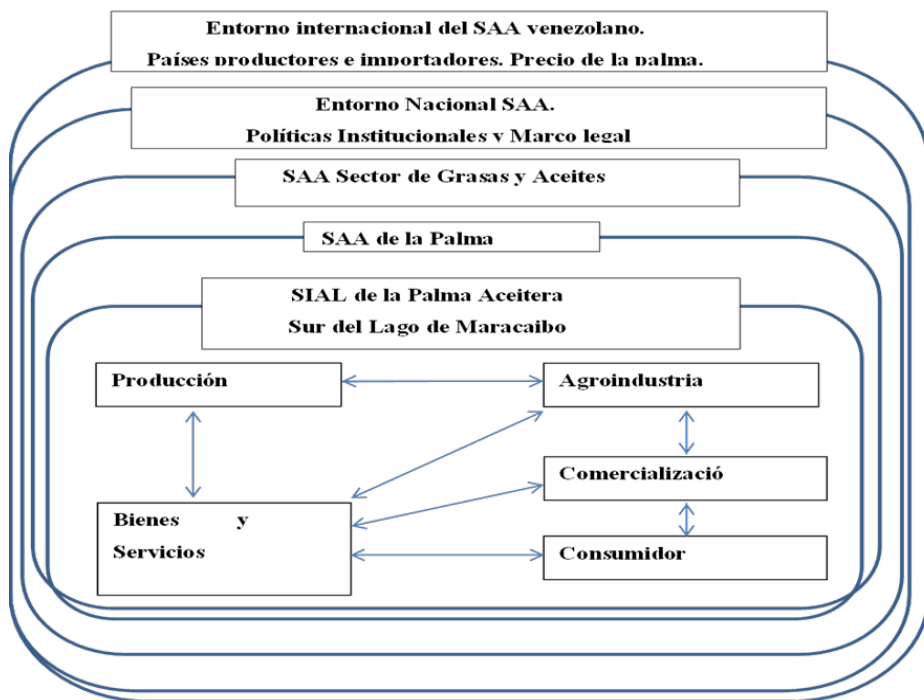 Entorno internacional del SAA venezolano.
Países productores e importadores. Precio de la palma.
Entorno Nacional SAA.
Políticas Institucionales y Marco legal
SAA Sector de Grasas y Aceites
SAA de la Palma
SIAL de la Palma Aceitera
Sur del Lago de Maracaibo
Producción
Agroindustria
Comercializació
Bienes y
Servicios
Consumidor